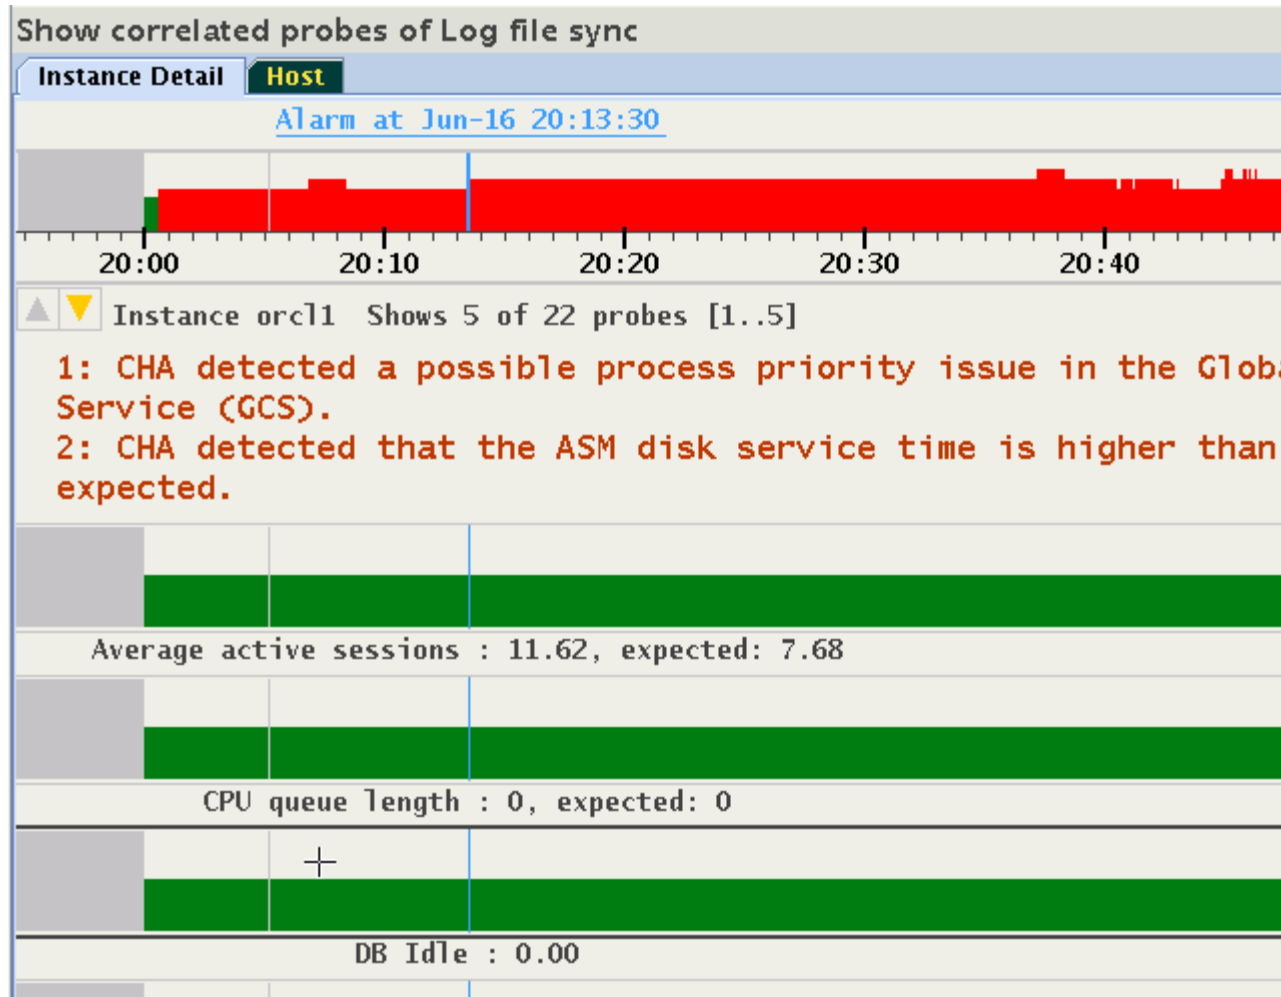 Show correlated probes of Log file sync
Instance Detail Host
Alarm at Jun-16 20:13:30
20:00 20:10 20:20 20:30 20:40
Instance orcl1 Shows 5 of 22 probes [1..5]
1: CHA detected a possible process priority issue in the
Service (GCS).
2: CHA detected that the ASM disk service time is higher than
expected.
Average active sessions : 11.62, expected: 7.68
CPU queue length : 0, expected: 0
DB Idle : 0.00